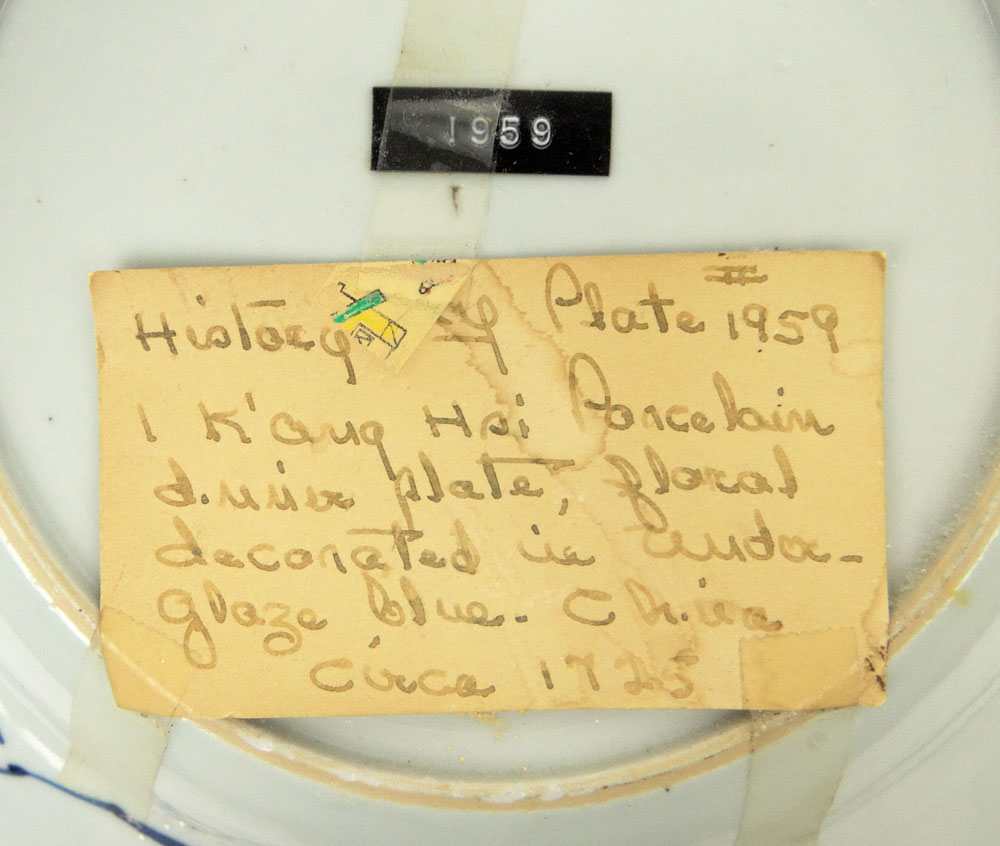 1959
History of Plate # 1959
1 K'ang Hsi Porcelain
dinner plate, floral
decorated in under-
glaze blue. China
circa 1725